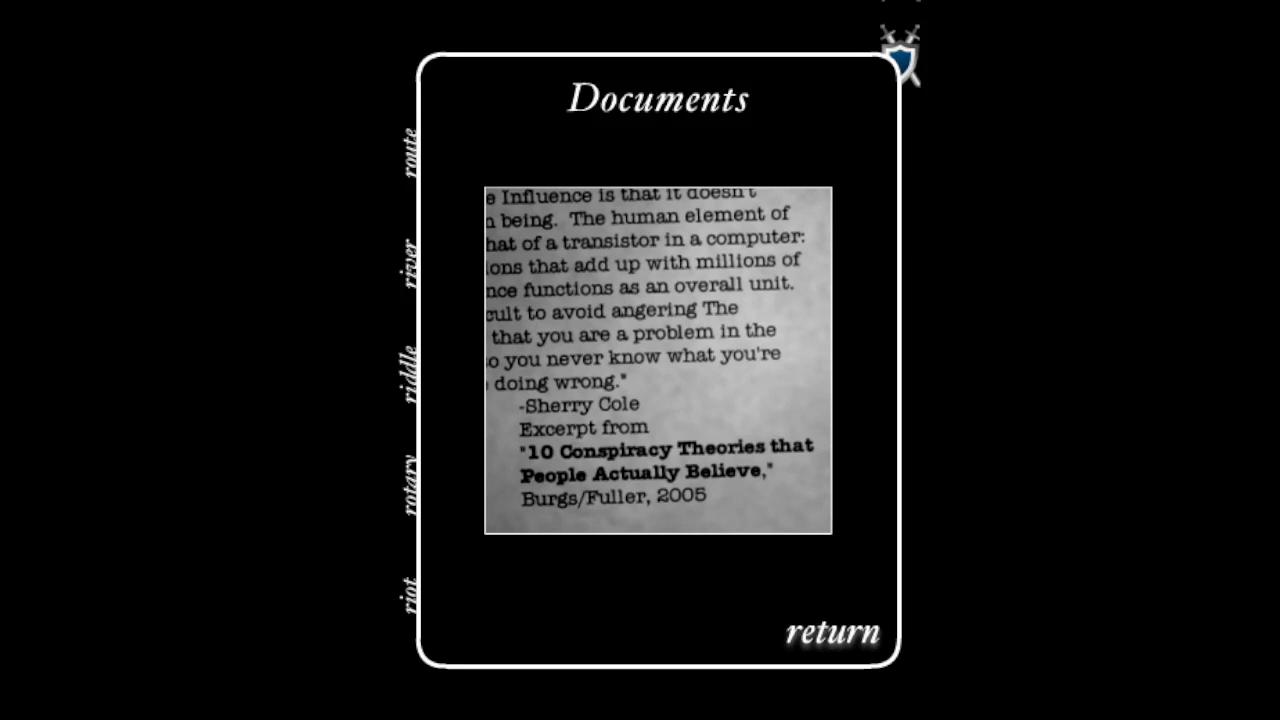 Documents
e Influence is that it doesn't
being. The human element of
hat of a transistor in a computer:
ions that add up with millions of
nce functions as an overall unit.
cult to avoid angering The
that you are a problem in the
so you never know what you're
doing wrong."
-Sherry Cole
Excerpt from
"10 Conspiracy Theories that
People Actually Believe,"
Burgs/Fuller, 2005
return
route
river
riddle
rotary
riot